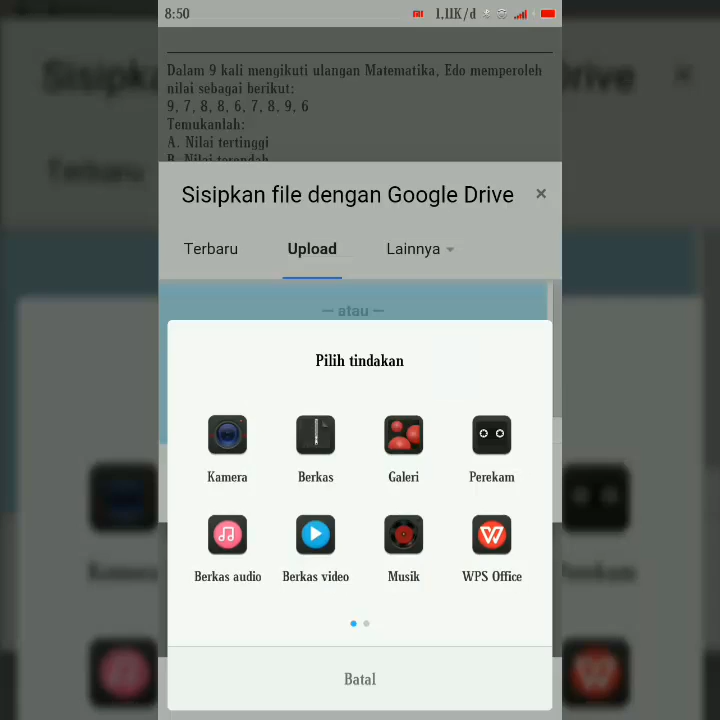 8:50
1,11K/d
Dalam 9 kali mengikuti ulangan Matematika, Edo memperoleh
nilai sebagai berikut:
9, 7, 8, 8, 6, 7, 8, 9, 6
Temukanlah:
A. Nilai tertinggi
B. Nilai terendah
Sisipkan file dengan Google Drive
Terbaru Upload Lainnya
— atau —
Pilih tindakan
Kamera Berkas Galeri Perekam
Berkas audio Berkas video Musik WPS Office
Batal